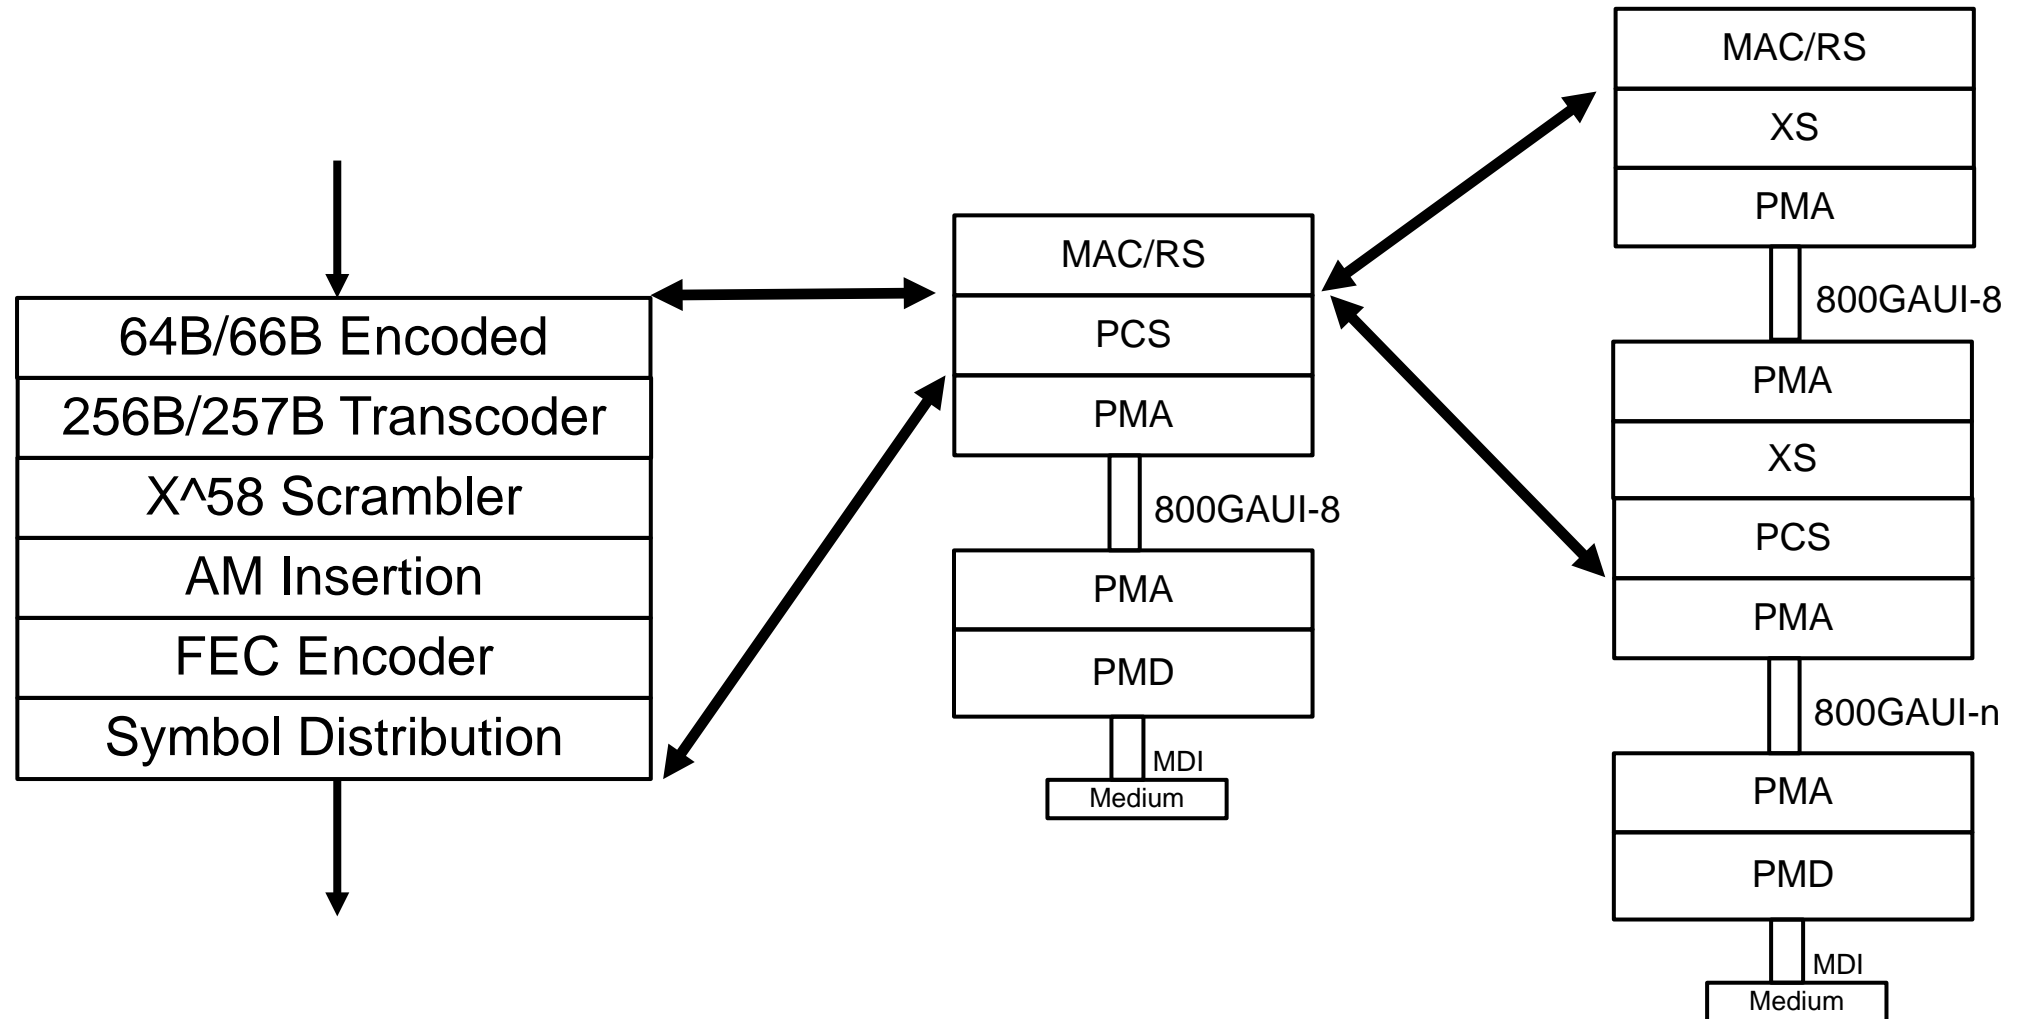 64B/66B Encoded
256B/257B Transcoder
X^58 Scrambler
AM Insertion
FEC Encoder
Symbol Distribution
MAC/RS
PCS
PMA
800GAUI-8
PMA
PMD
MDI
Medium
MAC/RS
XS
PMA
800GAUI-8
PMA
XS
PCS
PMA
800GAUI-n
PMA
PMD
MDI
Medium